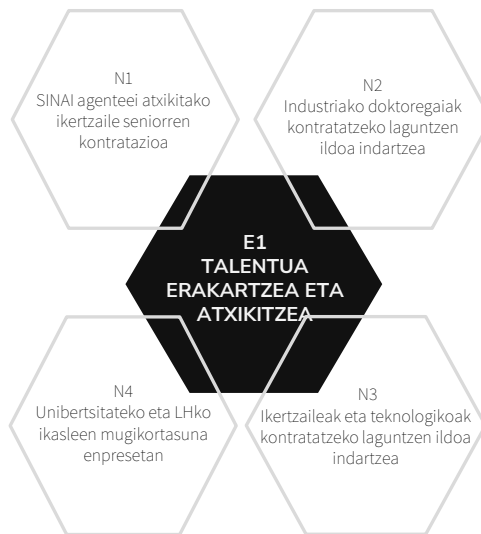 N1
SINAI agenteei atxikitako
ikertzaile seniorren
kontratazioa
N2
Industriako doktoregaiak
kontratatzeko laguntzen
ildoa indartzea
E1
TALENTUA
ERAKARTZEA ETA
ATXIKITZEA
N4
Unibertsitateko eta LHko
ikasleen mugikortasuna
enpresetan
N3
Ikertzaileak eta teknologikoak
kontratatzeko laguntzen ildoa
indartzea